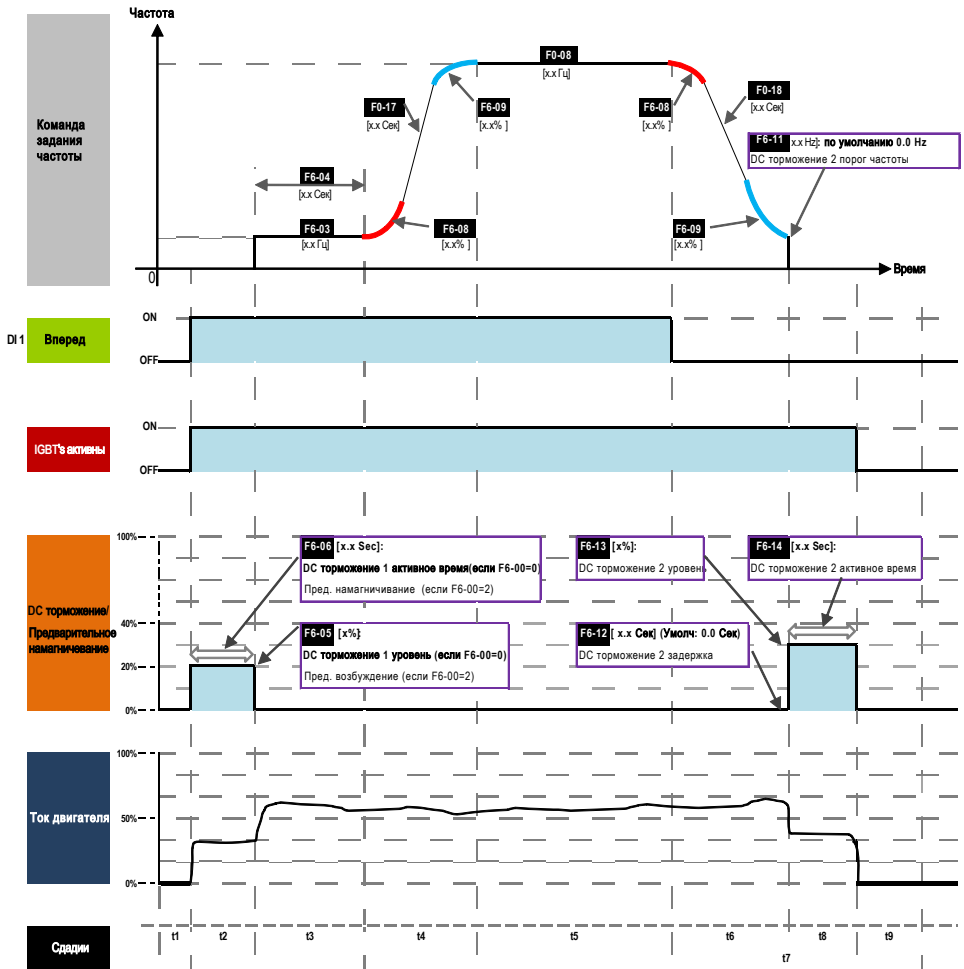 Частота
F0-08
[x.x Гц]
F0-17
[x.x Сек]
F6-09
[x.x% ]
F6-08
[x.x% ]
F0-18
[x.x Сек]
Команда
задания
частоты
F6-11 [x.x Hz]: по умолчанию 0.0 Hz
DC торможение 2 порог частоты
F6-04
[x.x Сек]
F6-03
[x.x Гц]
F6-08
[x.x% ]
F6-09
[x.x% ]
0
Время
DI 1
Вперед
ON
OFF
IGBT's активны
ON
OFF
100%
40%
20%
0%
DC торможение/
Предварительное
намагничевание
F6-06 [x.x Sec]:
DC торможение 1 активное время(если F6-00=0)
Пред. намагничивание (если F6-00=2)
F6-05 [x%]:
DC торможение 1 уровень (если F6-00=0)
Пред. возбуждение (если F6-00=2)
F6-13 [x%]:
DC торможение 2 уровень
F6-12 [ x.x Сек] (Умолч: 0.0 Сек)
DC торможение 2 задержка
F6-14 [x.x Sec]:
DC торможение 2 активное время
Ток двигателя
100%
50%
0%
Сдадии
t1 t2 t3 t4 t5 t6 t8 t9
t7